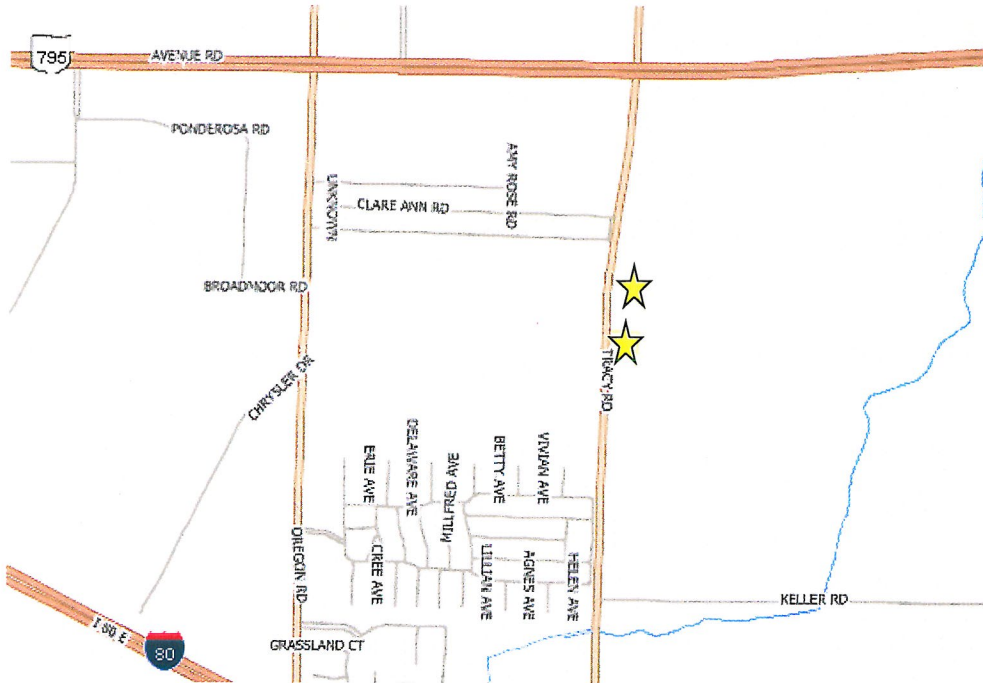 795
AVENUE RD
PONDEROSA RD
AMY ROSE RD
UNKNOWN
CLARE ANN RD
BROADMOOR RD
TRACY RD
CHRYSLER DR
VIVIAN AVE
BETTY AVE
DELAWARE AVE
MILLFRED AVE
ERIE AVE
OREGON RD
CREE AVE
LILLIAN AVE
AGNES AVE
HELEN AVE
KELLER RD
I 80 E
80
GRASSLAND CT